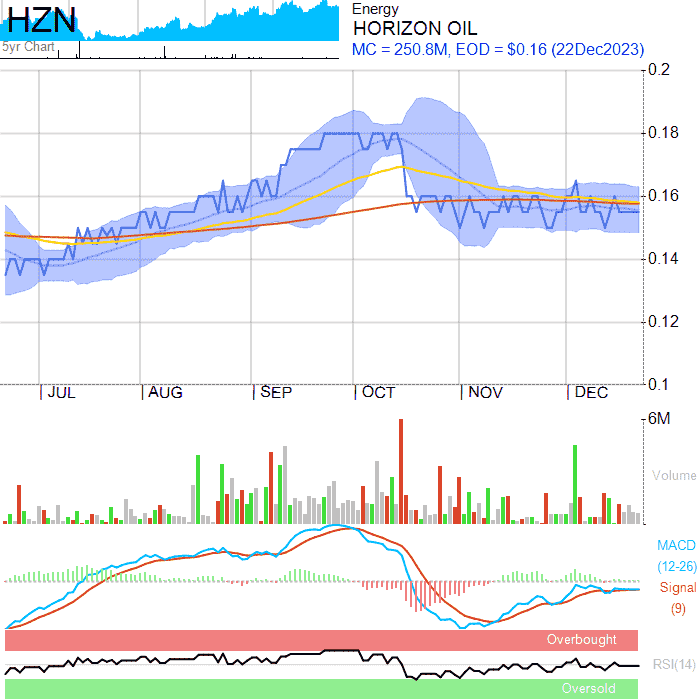 HZN
5yr Chart
Energy
HORIZON OIL
MC = 250.8M, EOD = $0.16 (22Dec2023)
0.2
0.18
0.16
0.14
0.12
0.1
JUL AUG SEP OCT NOV DEC
6M
Volume
MACD
(12-26)
Signal
(9)
Overbought
RSI(14)
Oversold